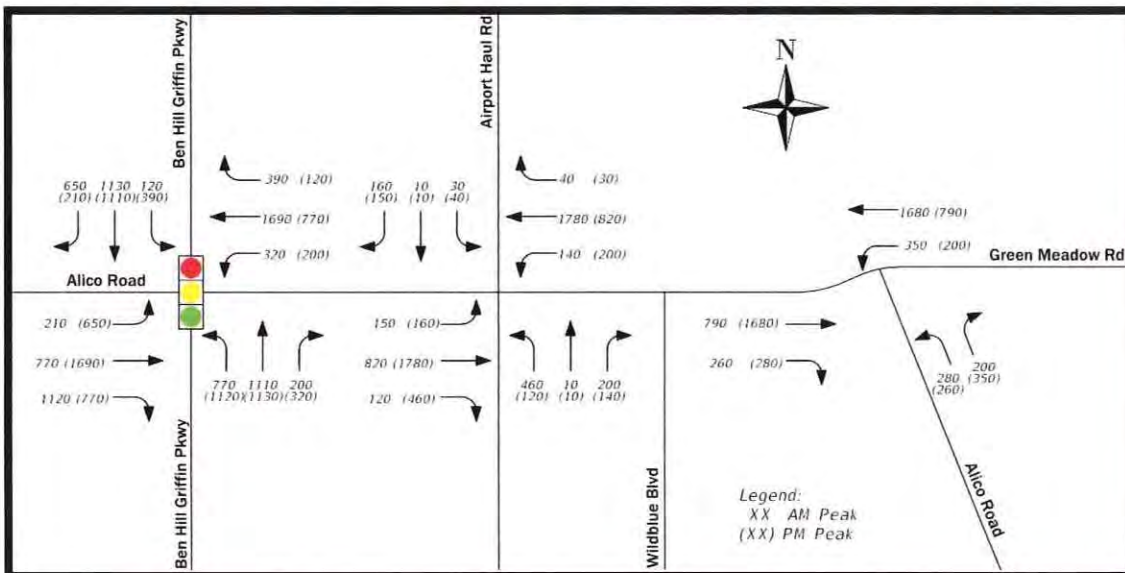 Ben Hill Griffin Pkwy
Airport Haul Rd
N
650 1130 120
(210) (1110)(390)
390 (120)
1690 (770)
320 (200)
160 10 30
(150) (10) (40)
40 (30)
1780 (820)
140 (200)
1680 (790)
350 (200)
Green Meadow Rd
Alico Road
210 (650)
770 (1690)
1120 (770)
770 1110 200
(1120)(1130)(320)
150 (160)
820 (1780)
120 (460)
460 10 200
(120) (10) (140)
790 (1680)
260 (280)
280
(260)
200
(350)
Ben Hill Griffin Pkwy
Wildblue Blvd
Alico Road
Legend:
XX AM Peak
(XX) PM Peak